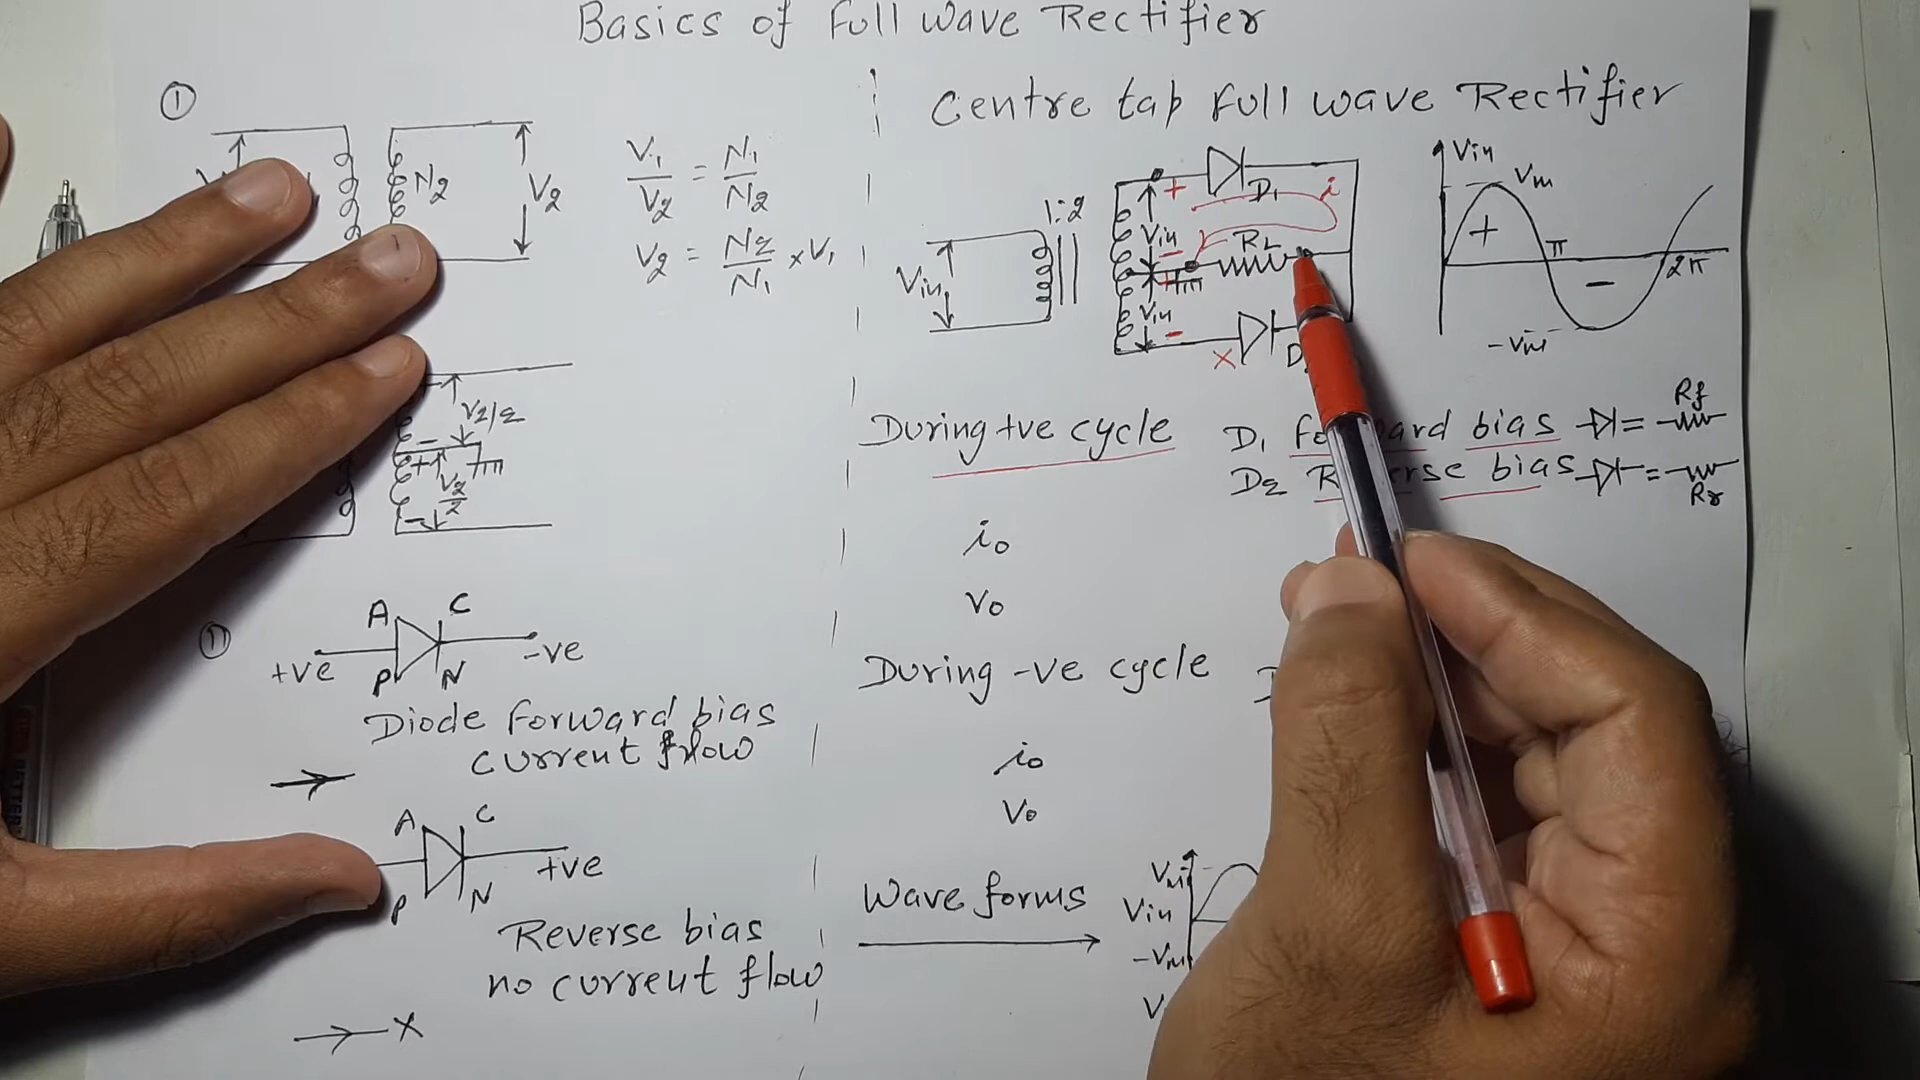 Basics of Full Wave Rectifier
①
N2
V2
V1/V2 = N1/N2
V2 = N2/N1 × V1
V2/2
- +
V2/2
-
⑪
A C
+ve -ve
P N
Diode Forward bias
current flow
A C
+ve
P N
Reverse bias
no current flow
X
Centre tap Full wave Rectifier
1:2
Vin
+ D1 i
Vin
- RL
+
Vin
-
X D
Vin
Vm
+ π
- 2π
-Vm
During +ve cycle D1 bias = Rf
D2 bias = Rr
io
vo
During -ve cycle
io
Vo
Wave forms
Vm
Vin
-Vm
V